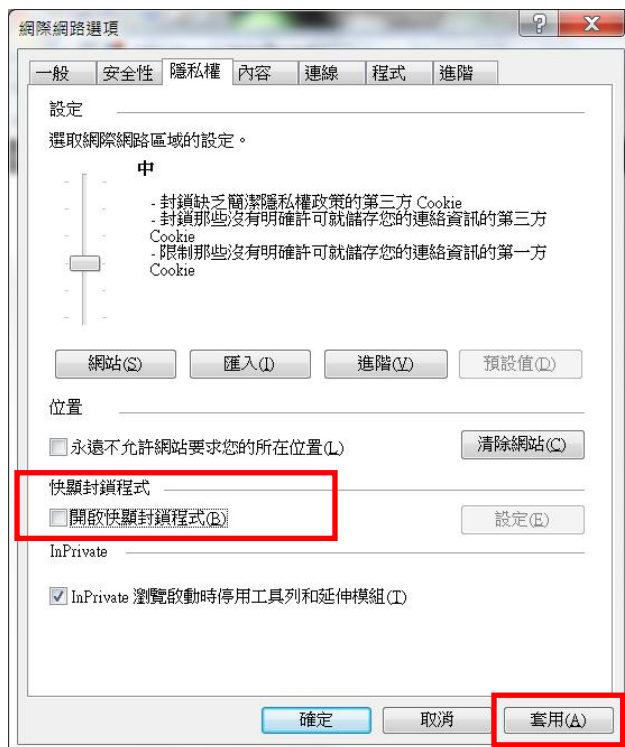 網際網路選項
一般 安全性 隱私權 內容 連線 程式 進階
設定
選取網際網路區域的設定。
中
- 封鎖缺乏簡潔隱私權政策的第三方 Cookie
- 封鎖那些沒有明確許可就儲存您的連絡資訊的第三方
Cookie
- 限制那些沒有明確許可就儲存您的連絡資訊的第一方
Cookie
網站(S) 匯入(I) 進階(V) 預設值(D)
位置
永遠不允許網站要求您的所在位置(L) 清除網站(C)
快顯封鎖程式
開啟快顯封鎖程式(B) 設定(E)
InPrivate
InPrivate 瀏覽啟動時停用工具列和延伸模組(T)
確定 取消 套用(A)